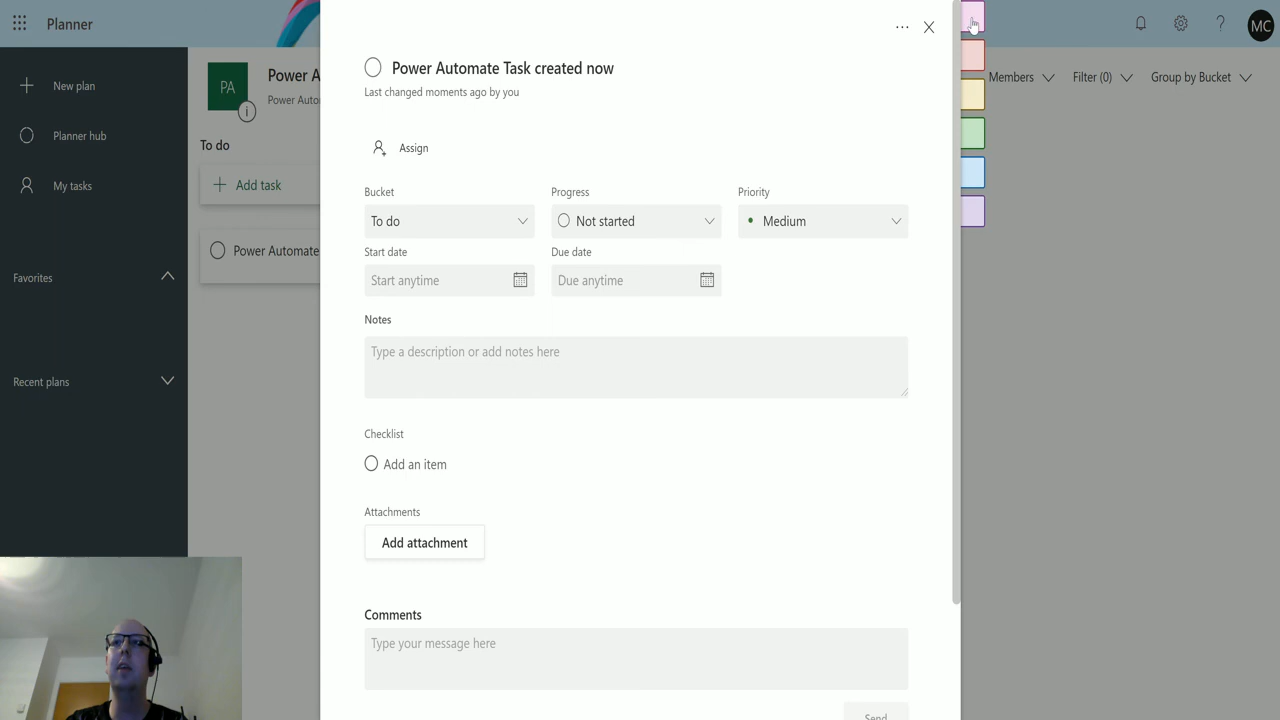 Planner
MC
New plan
Planner hub
My tasks
Favorites
Recent plans
PA
Power A
Power Auto
To do
Add task
Power Automate
Members
Filter (0)
Group by Bucket
Power Automate Task created now
Last changed moments ago by you
Assign
Bucket
Progress
Priority
To do
Not started
Medium
Start date
Due date
Start anytime
Due anytime
Notes
Type a description or add notes here
Checklist
Add an item
Attachments
Add attachment
Comments
Type your message here
Send